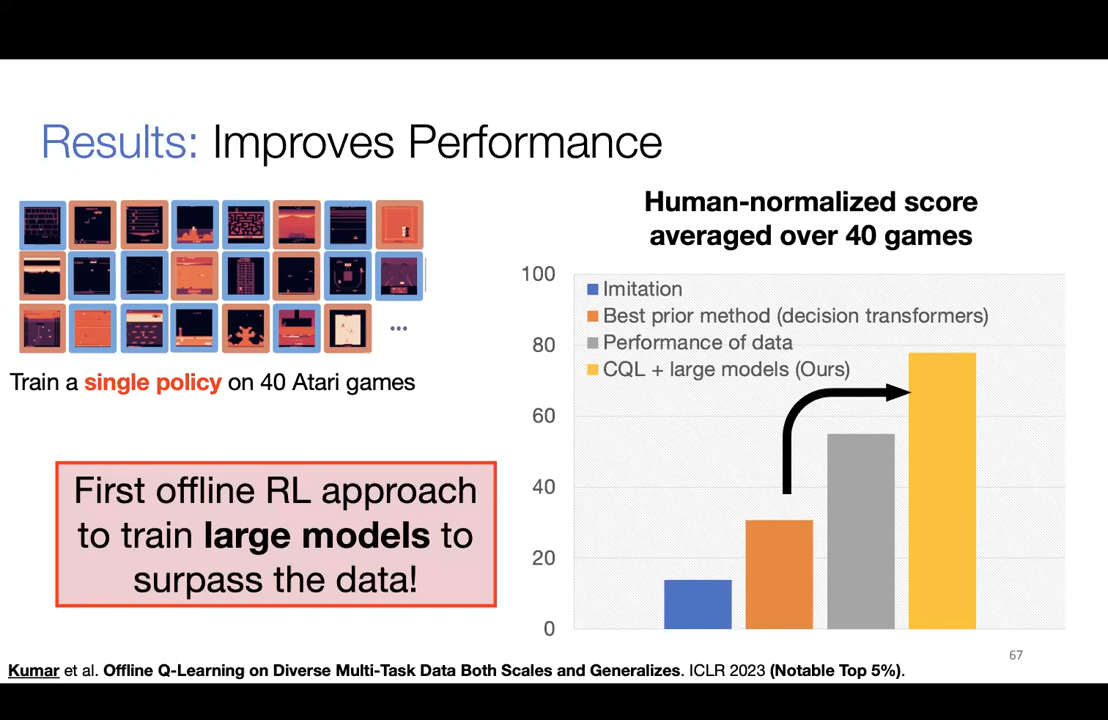 Results: Improves Performance
Train a single policy on 40 Atari games
First offline RL approach
to train large models to
surpass the data!
Human-normalized score
averaged over 40 games
100
80
60
40
20
0
Imitation
Best prior method (decision transformers)
Performance of data
CQL + large models (Ours)
67
Kumar et al. Offline Q-Learning on Diverse Multi-Task Data Both Scales and Generalizes. ICLR 2023 (Notable Top 5%).